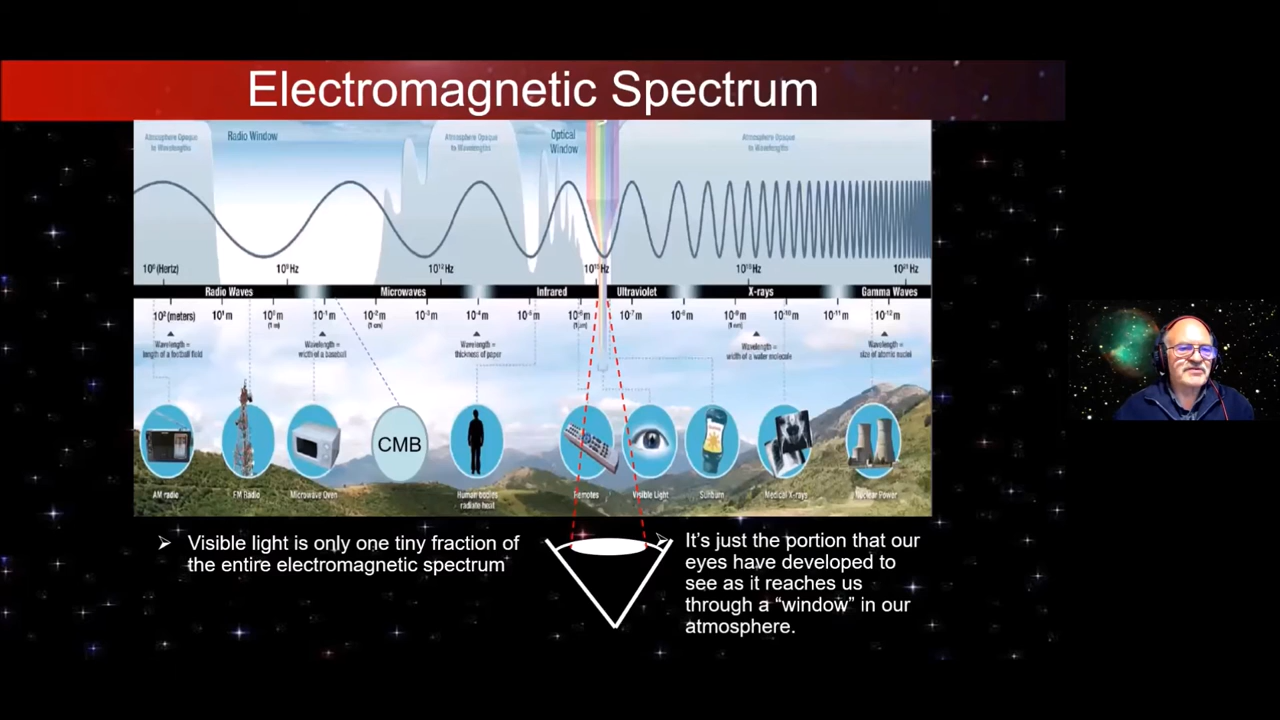 Electromagnetic Spectrum
Atmosphere Opaque
to Wavelengths
Radio Window
Atmosphere Opaque
to Wavelengths
Optical
Window
Atmosphere Opaque
to Wavelengths
(Hertz)
10⁹ Hz
10¹² Hz
10¹⁵ Hz
10¹⁸ Hz
10²¹ Hz
Radio Waves
Microwaves
Infrared
Ultraviolet
X-rays
Gamma Waves
10² (meters)
10¹ m
10⁰ m
(1 m)
10⁻¹ m
10⁻² m
(1 cm)
10⁻³ m
10⁻⁴ m
10⁻⁵ m
10⁻⁶ m
10⁻⁷ m
10⁻⁸ m
10⁻⁹ m
(1 nm)
10⁻¹⁰ m
10⁻¹¹ m
10⁻¹² m
Wavelength =
length of a football field
Wavelength =
width of a baseball
Wavelength =
thickness of paper
Wavelength =
width of a water molecule
Wavelength =
size of atomic nuclei
CMB
AM radio
FM Radio
Microwave Oven
Human bodies
radiate heat
Remotes
Visible Light
Sunburn
Medical X-rays
Nuclear Power
➢ Visible light is only one tiny fraction of
the entire electromagnetic spectrum
➢ It's just the portion that our
eyes have developed to
see as it reaches us
through a “window” in our
atmosphere.